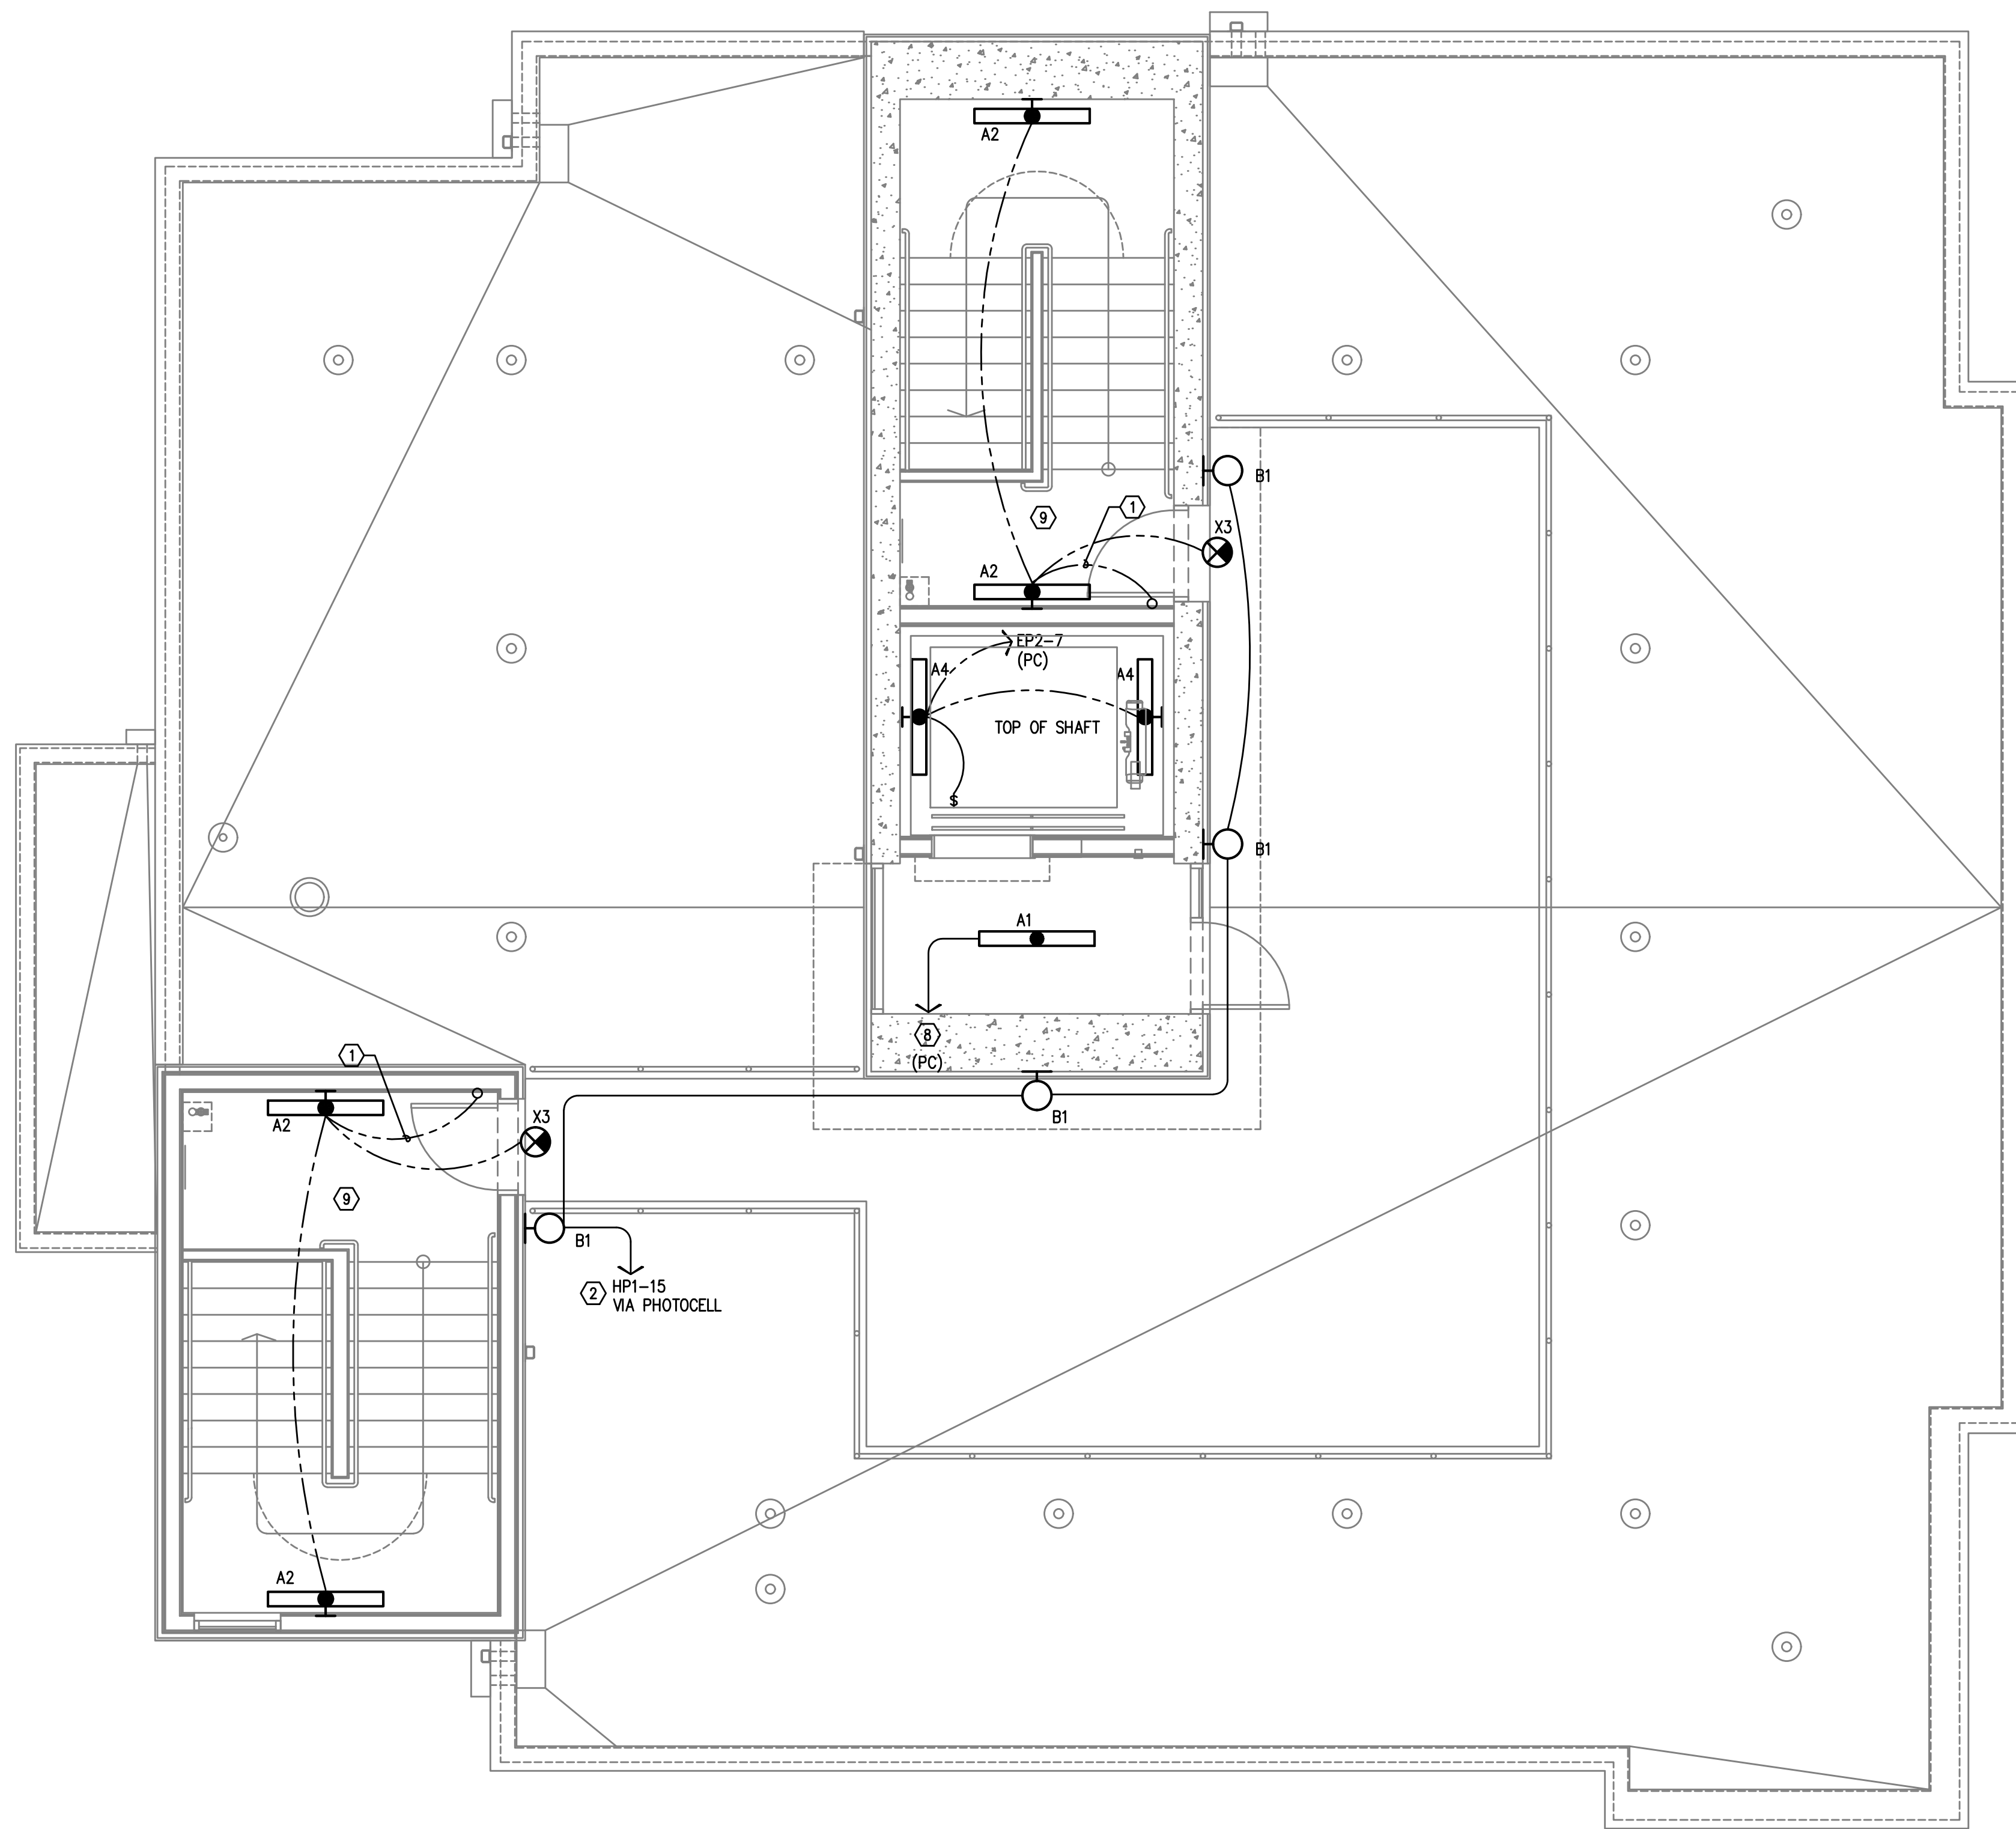 A2
1
9
B1
X3
A2
EP2-7
(PC)
A4
A4
TOP OF SHAFT
$
B1
A1
8
(PC)
1
A2
X3
B1
9
B1
2
HP1-15
VIA PHOTOCELL
A2